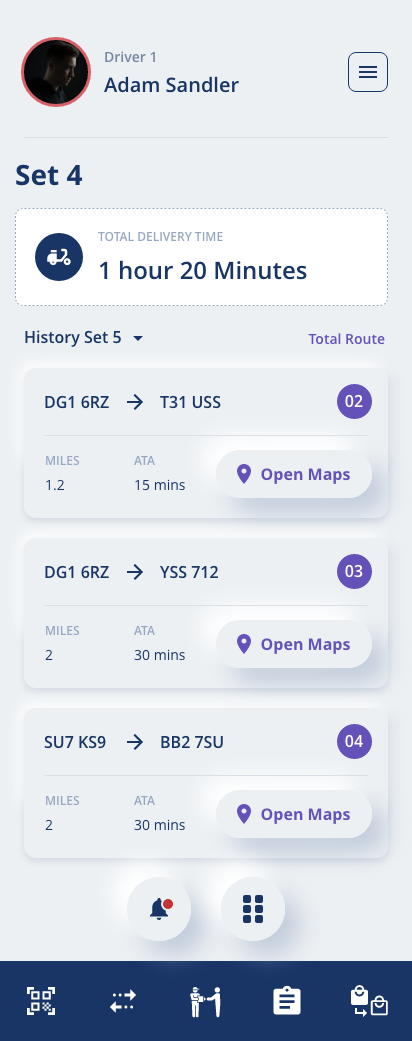 Driver 1
Adam Sandler
Set 4
TOTAL DELIVERY TIME
1 hour 20 Minutes
History Set 5
Total Route
DG1 6RZ → T31 USS 02
MILES ATA
1.2 15 mins
Open Maps
DG1 6RZ → YSS 712 03
MILES ATA
2 30 mins
Open Maps
SU7 KS9 → BB2 7SU 04
MILES ATA
2 30 mins
Open Maps